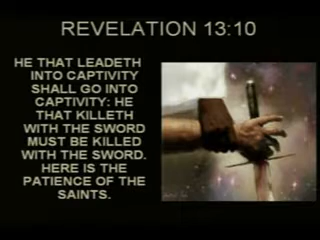 REVELATION 13:10
HE THAT LEADETH
INTO CAPTIVITY
SHALL GO INTO
CAPTIVITY: HE
THAT KILLETH
WITH THE SWORD
MUST BE KILLED
WITH THE SWORD.
HERE IS THE
PATIENCE OF THE
SAINTS.